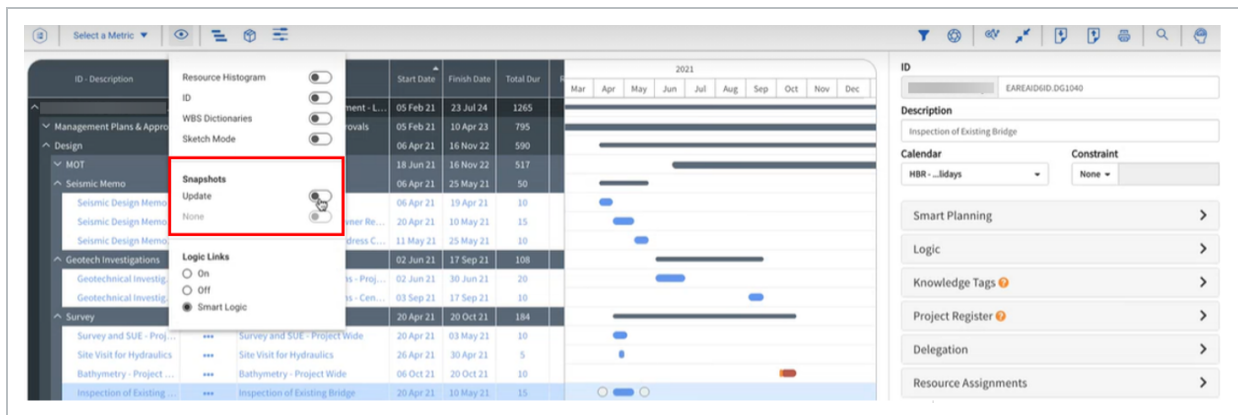 Select a Metric
ID - Description
Start Date
Finish Date
Total Dur
2021
Mar Apr May Jun Jul Aug Sep Oct Nov Dec
Resource Histogram
ID
WBS Dictionaries
Sketch Mode
Snapshots
Update
None
Logic Links
On
Off
Smart Logic
ment - L... 05 Feb 21 23 Jul 24 1265
Management Plans & Appro ovals 05 Feb 21 10 Apr 23 795
Design 06 Apr 21 16 Nov 22 590
MOT 18 Jun 21 16 Nov 22 517
Seismic Memo 06 Apr 21 25 May 21 50
Seismic Design Memo 06 Apr 21 19 Apr 21 10
Seismic Design Memo wner Re... 20 Apr 21 10 May 21 15
Seismic Design Memo dress C... 11 May 21 25 May 21 10
Geotech Investigations 02 Jun 21 17 Sep 21 108
Geotechnical Investig ns - Proj... 02 Jun 21 30 Jun 21 20
Geotechnical Investig ns - Cen... 03 Sep 21 17 Sep 21 10
Survey 20 Apr 21 20 Oct 21 184
Survey and SUE - Proj... ••• Survey and SUE - Project Wide 20 Apr 21 03 May 21 10
Site Visit for Hydraulics ••• Site Visit for Hydraulics 26 Apr 21 30 Apr 21 5
Bathymetry - Project ... ••• Bathymetry - Project Wide 06 Oct 21 20 Oct 21 10
Inspection of Existing ... ••• Inspection of Existing Bridge 20 Apr 21 10 May 21 15
ID
EAREAID6ID.DG1040
Description
Inspection of Existing Bridge
Calendar Constraint
HBR - ...lidays None
Smart Planning
Logic
Knowledge Tags ?
Project Register ?
Delegation
Resource Assignments